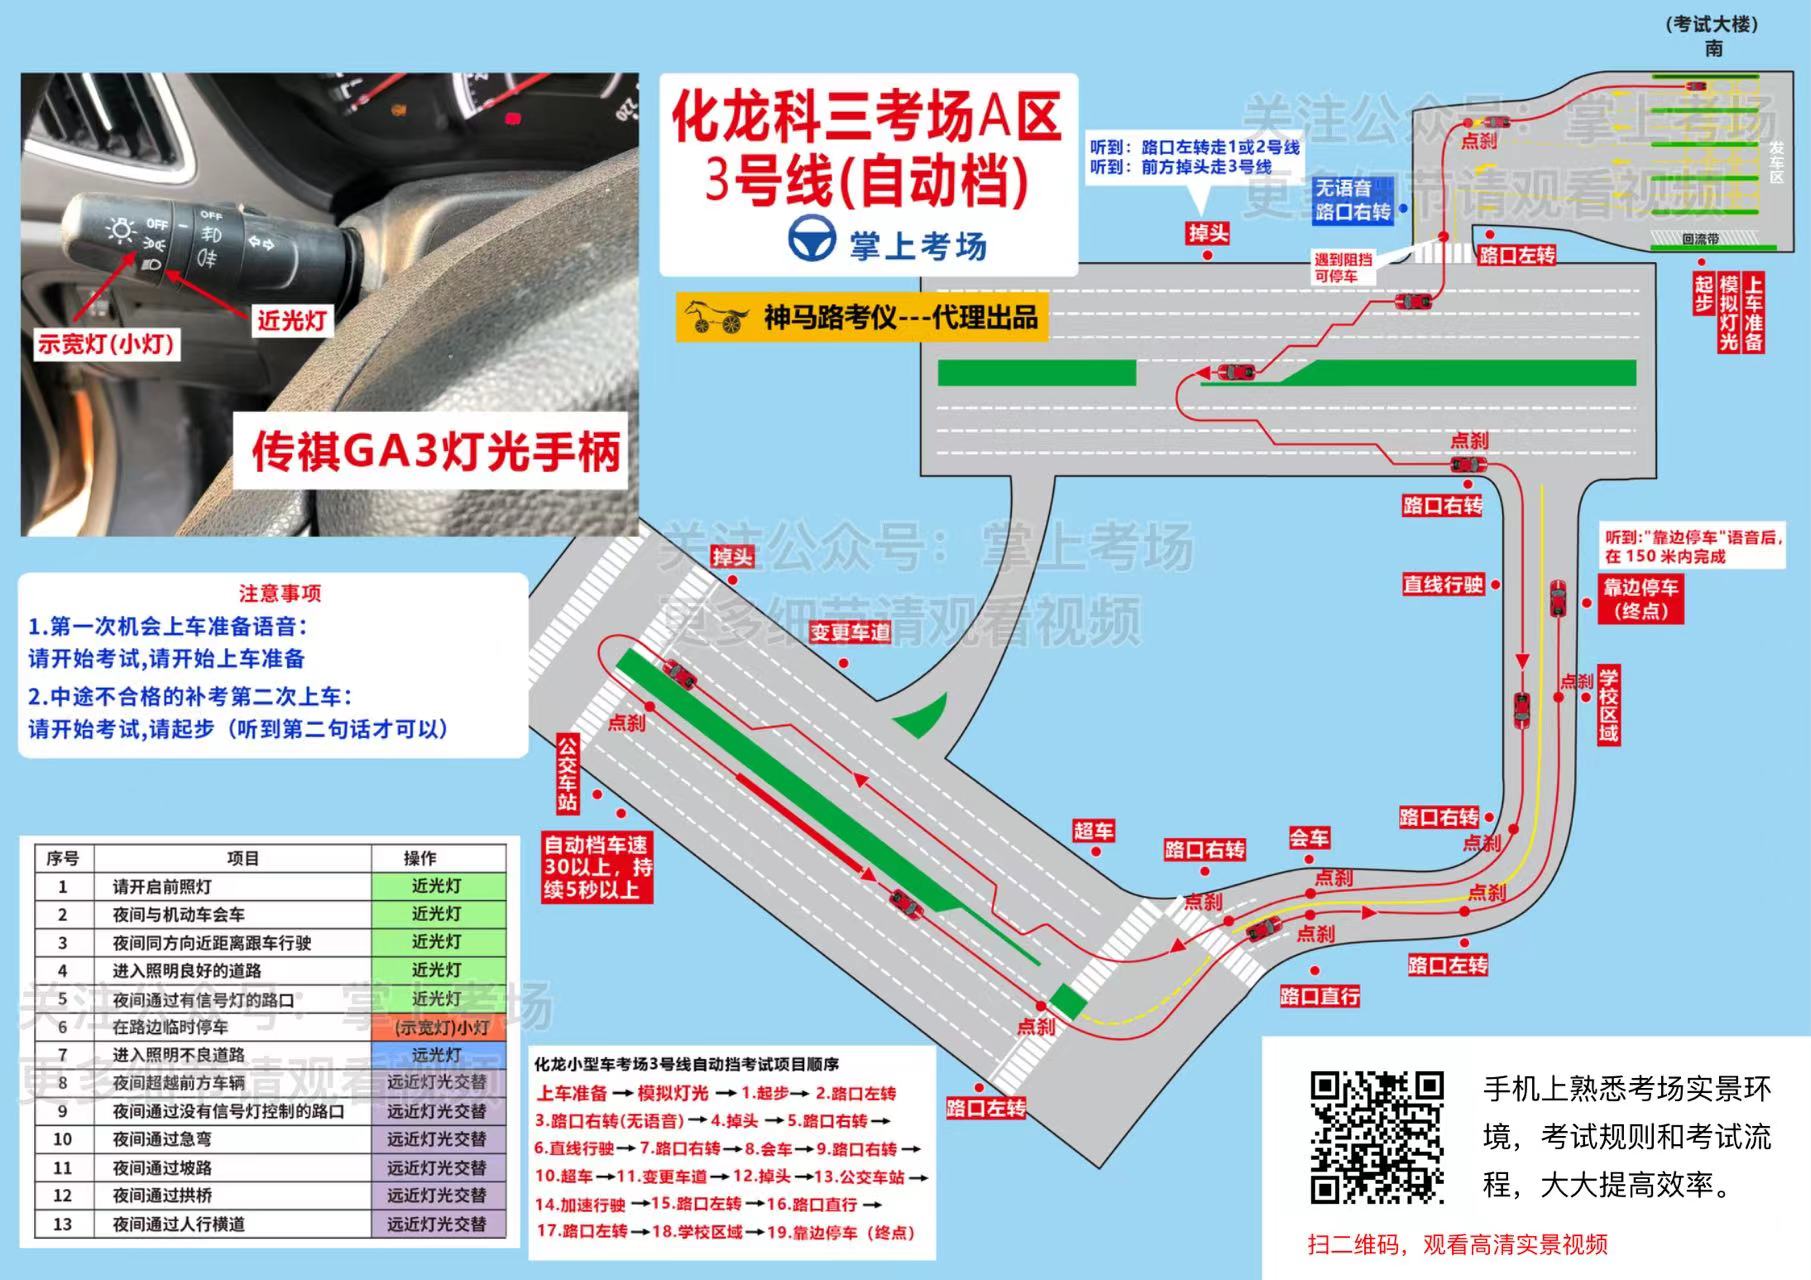 (考试大楼)
南
化龙科三考场A区
3号线(自动档)
掌上考场
神马路考仪---代理出品
示宽灯(小灯)
近光灯
OFF
OFF
220
传祺GA3灯光手柄
听到：路口左转走1或2号线
听到：前方掉头走3号线
掉头
无语音
路口右转
点刹
遇到阻挡
可停车
路口左转
发车区
回流带
起步
模拟灯光
上车准备
关注公众号：掌上考场
更多细节请观看视频
点刹
路口右转
直线行驶
听到:"靠边停车"语音后,
在 150 米内完成
靠边停车
(终点)
点刹
学校区域
路口右转
点刹
关注公众号：掌上考场
更多细节请观看视频
掉头
变更车道
点刹
公交车站
自动档车速
30以上，持
续5秒以上
超车
路口右转
点刹
会车
点刹
点刹
点刹
路口左转
路口直行
点刹
路口左转
注意事项
1.第一次机会上车准备语音：
请开始考试,请开始上车准备
2.中途不合格的补考第二次上车：
请开始考试,请起步（听到第二句话才可以）
序号 项目 操作
1 请开启前照灯 近光灯
2 夜间与机动车会车 近光灯
3 夜间同方向近距离跟车行驶 近光灯
4 进入照明良好的道路 近光灯
5 夜间通过有信号灯的路口 近光灯
6 在路边临时停车 (示宽灯)小灯
7 进入照明不良道路 远光灯
8 夜间超越前方车辆 远近灯光交替
9 夜间通过没有信号灯控制的路口 远近灯光交替
10 夜间通过急弯 远近灯光交替
11 夜间通过坡路 远近灯光交替
12 夜间通过拱桥 远近灯光交替
13 夜间通过人行横道 远近灯光交替
关注公众号：掌上考场
更多细节请观看视频
化龙小型车考场3号线自动挡考试项目顺序
上车准备→模拟灯光→1.起步→2.路口左转
3.路口右转(无语音)→4.掉头→5.路口右转→
6.直线行驶→7.路口右转→8.会车→9.路口右转→
10.超车→11.变更车道→12.掉头→13.公交车站→
14.加速行驶→15.路口左转→16.路口直行→
17.路口左转→18.学校区域→19.靠边停车（终点）
手机上熟悉考场实景环
境，考试规则和考试流
程，大大提高效率。
扫二维码，观看高清实景视频